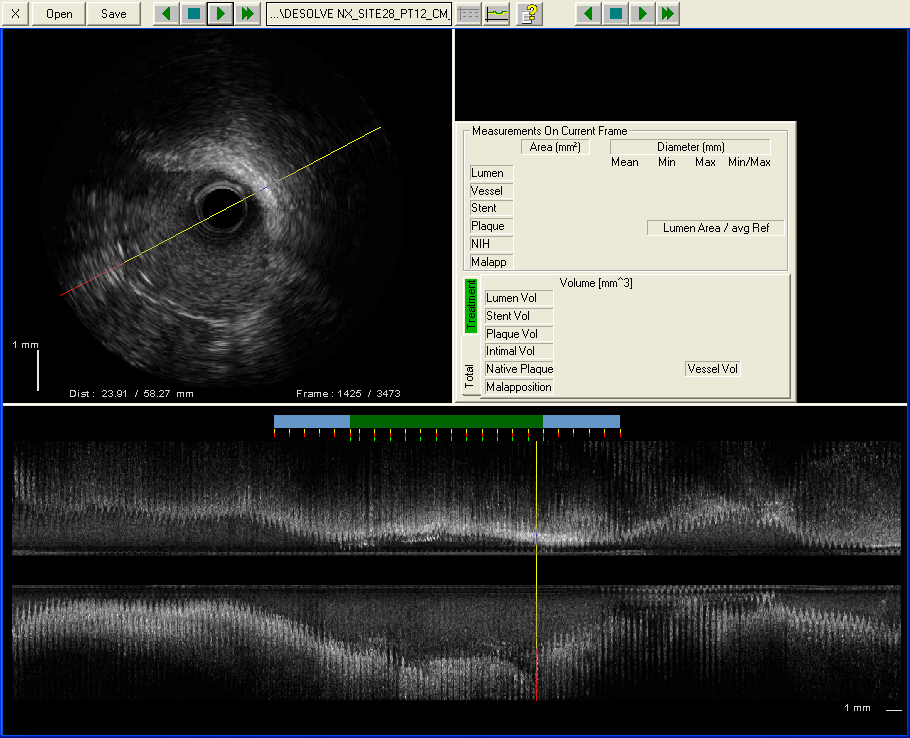 X Open Save ...\DESOLVE NX_SITE28_PT12_CM,
Measurements On Current Frame
Area (mm²) Diameter (mm)
Mean Min Max Min/Max
Lumen
Vessel
Stent
Plaque Lumen Area / avg Ref
NIH
Malapp
Treatment
Total
Volume [mm^3]
Lumen Vol
Stent Vol
Plaque Vol
Intimal Vol
Native Plaque Vessel Vol
Malapposition
1 mm
Dist : 23.91 / 58.27 mm Frame : 1425 / 3473
1 mm